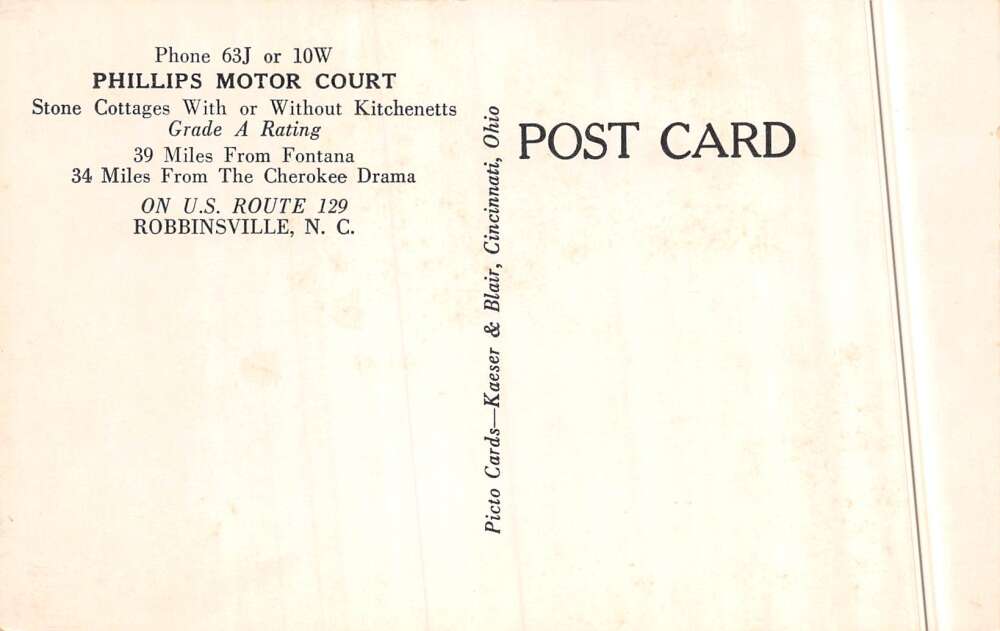 Phone 63J or 10W
PHILLIPS MOTOR COURT
Stone Cottages With or Without Kitchenetts
Grade A Rating
39 Miles From Fontana
34 Miles From The Cherokee Drama
ON U.S. ROUTE 129
ROBBINSVILLE, N. C.
Picto Cards—Kaeser & Blair, Cincinnati, Ohio
POST CARD